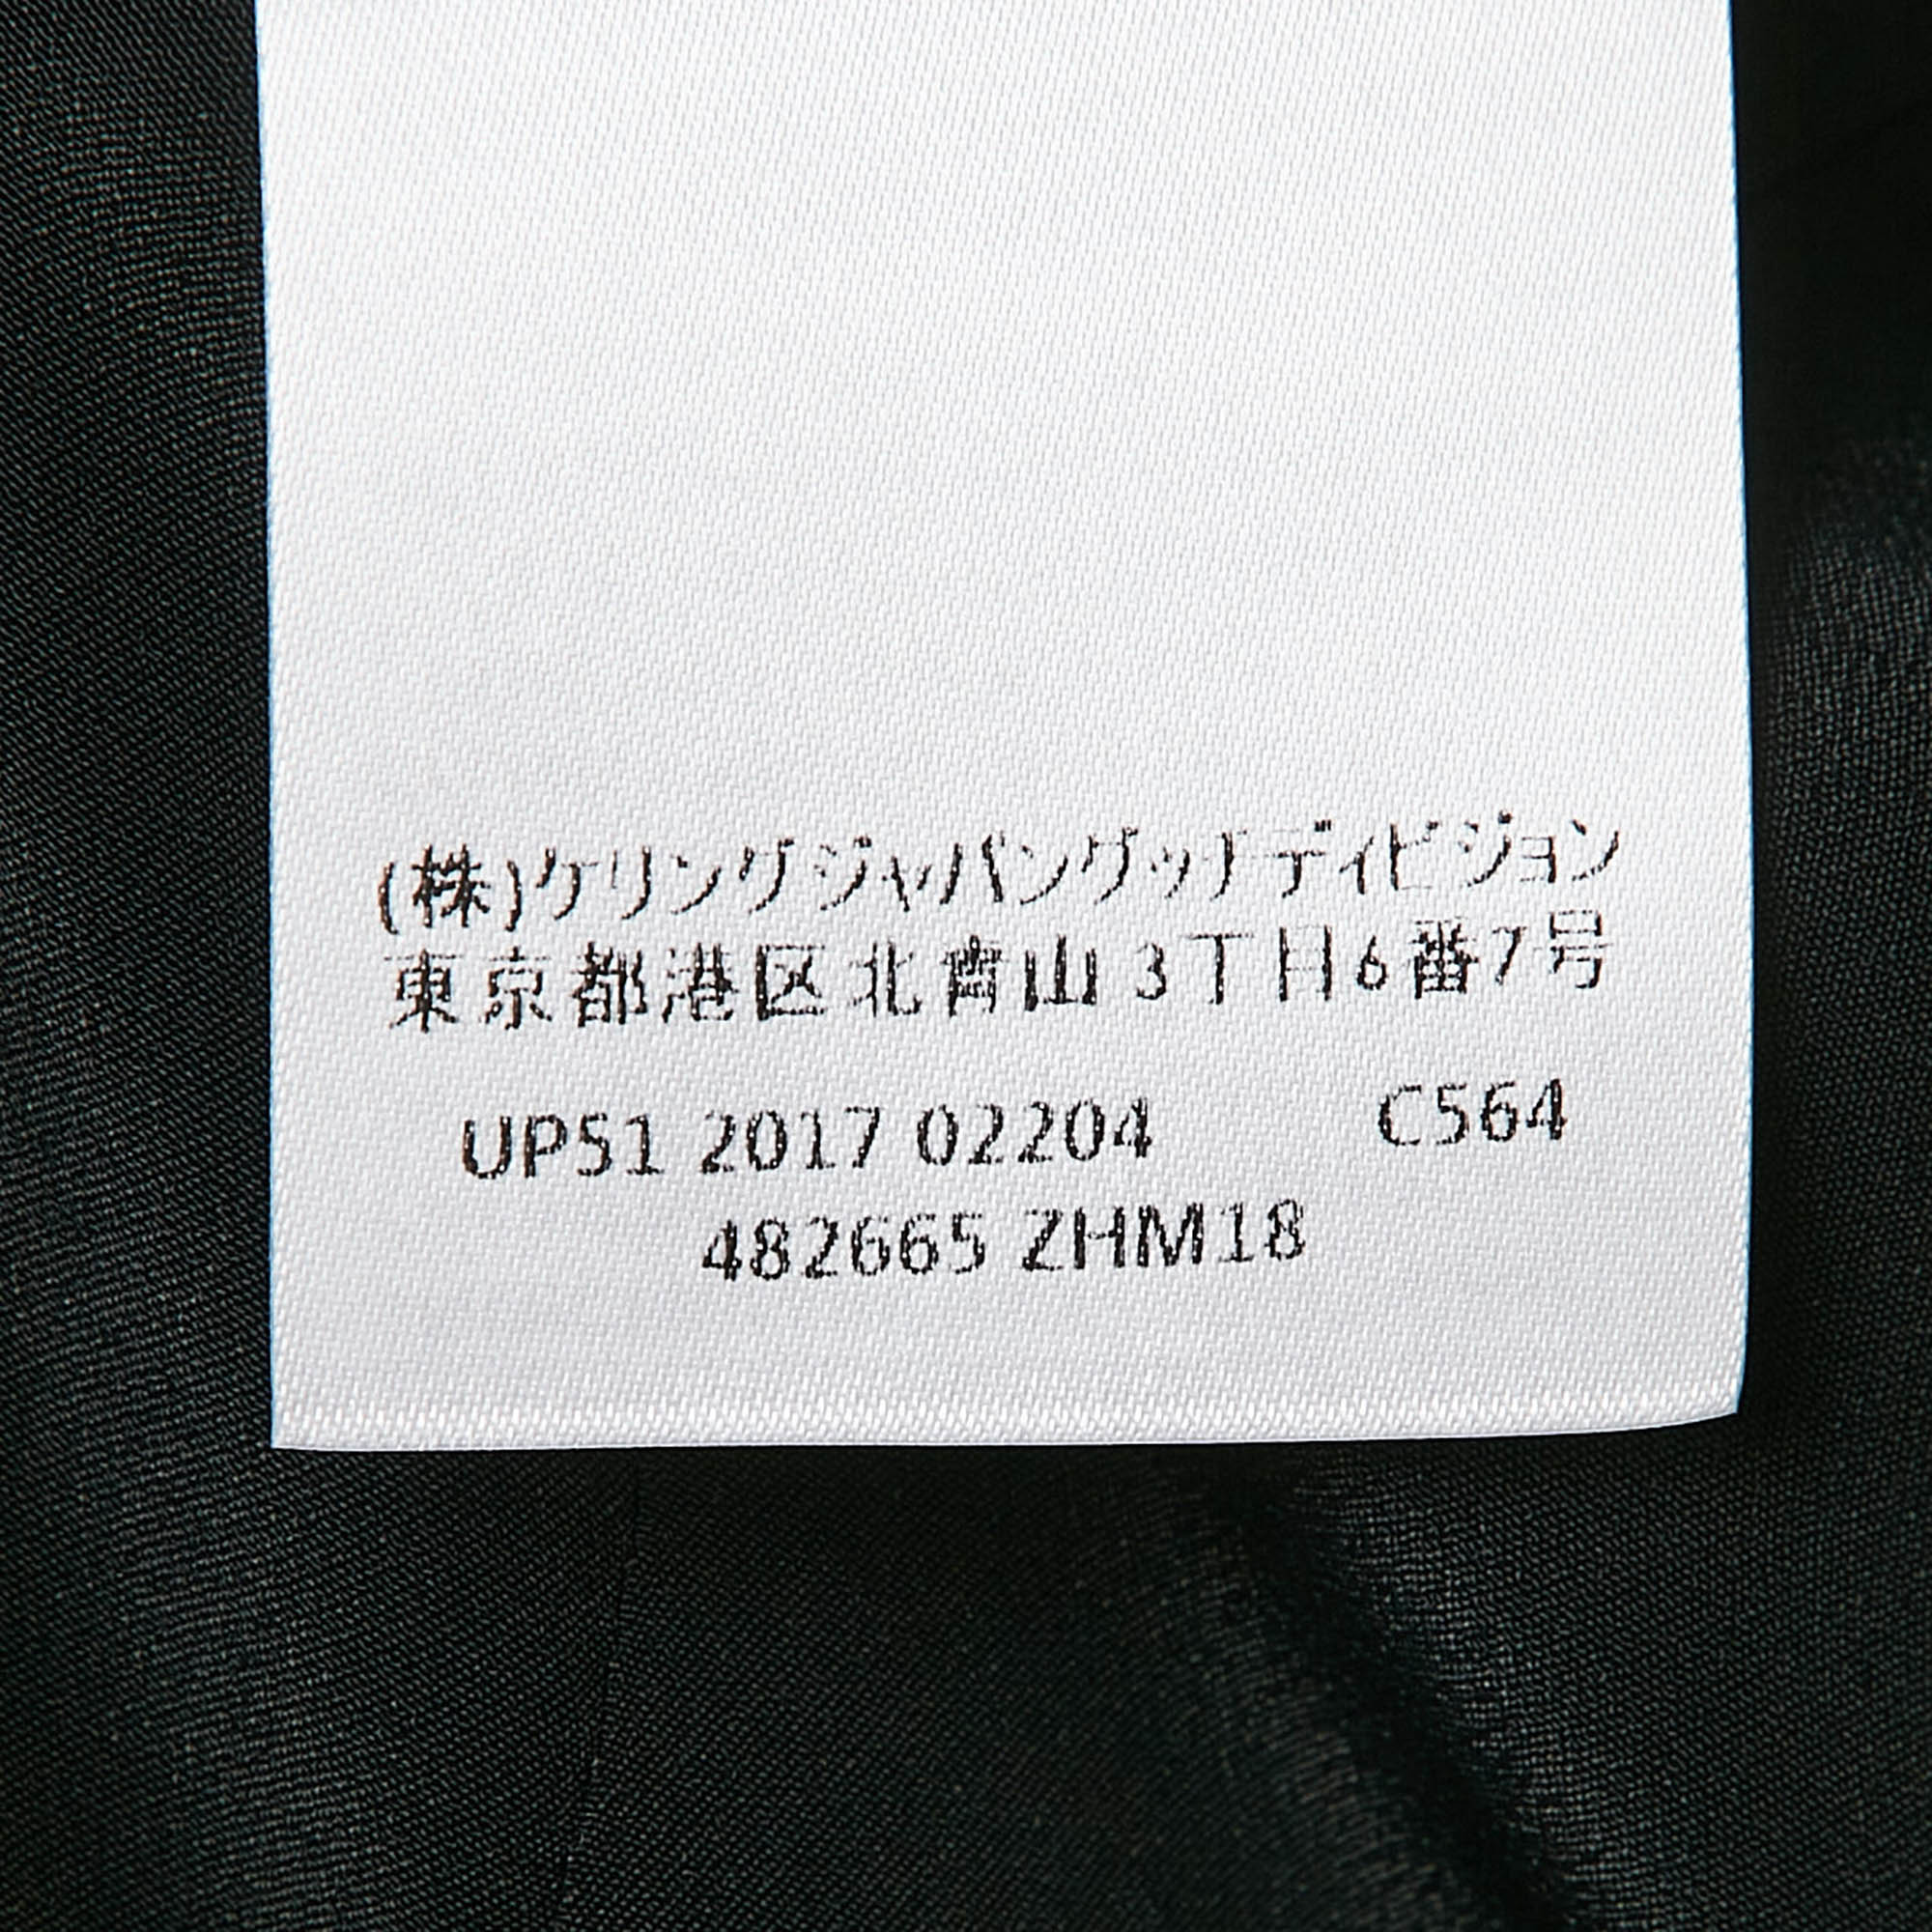 (株)ケリングジャパングッチディビジョン
東京都港区北青山3丁目6番7号
UP51 2017 02204 C564
482665 ZHM18